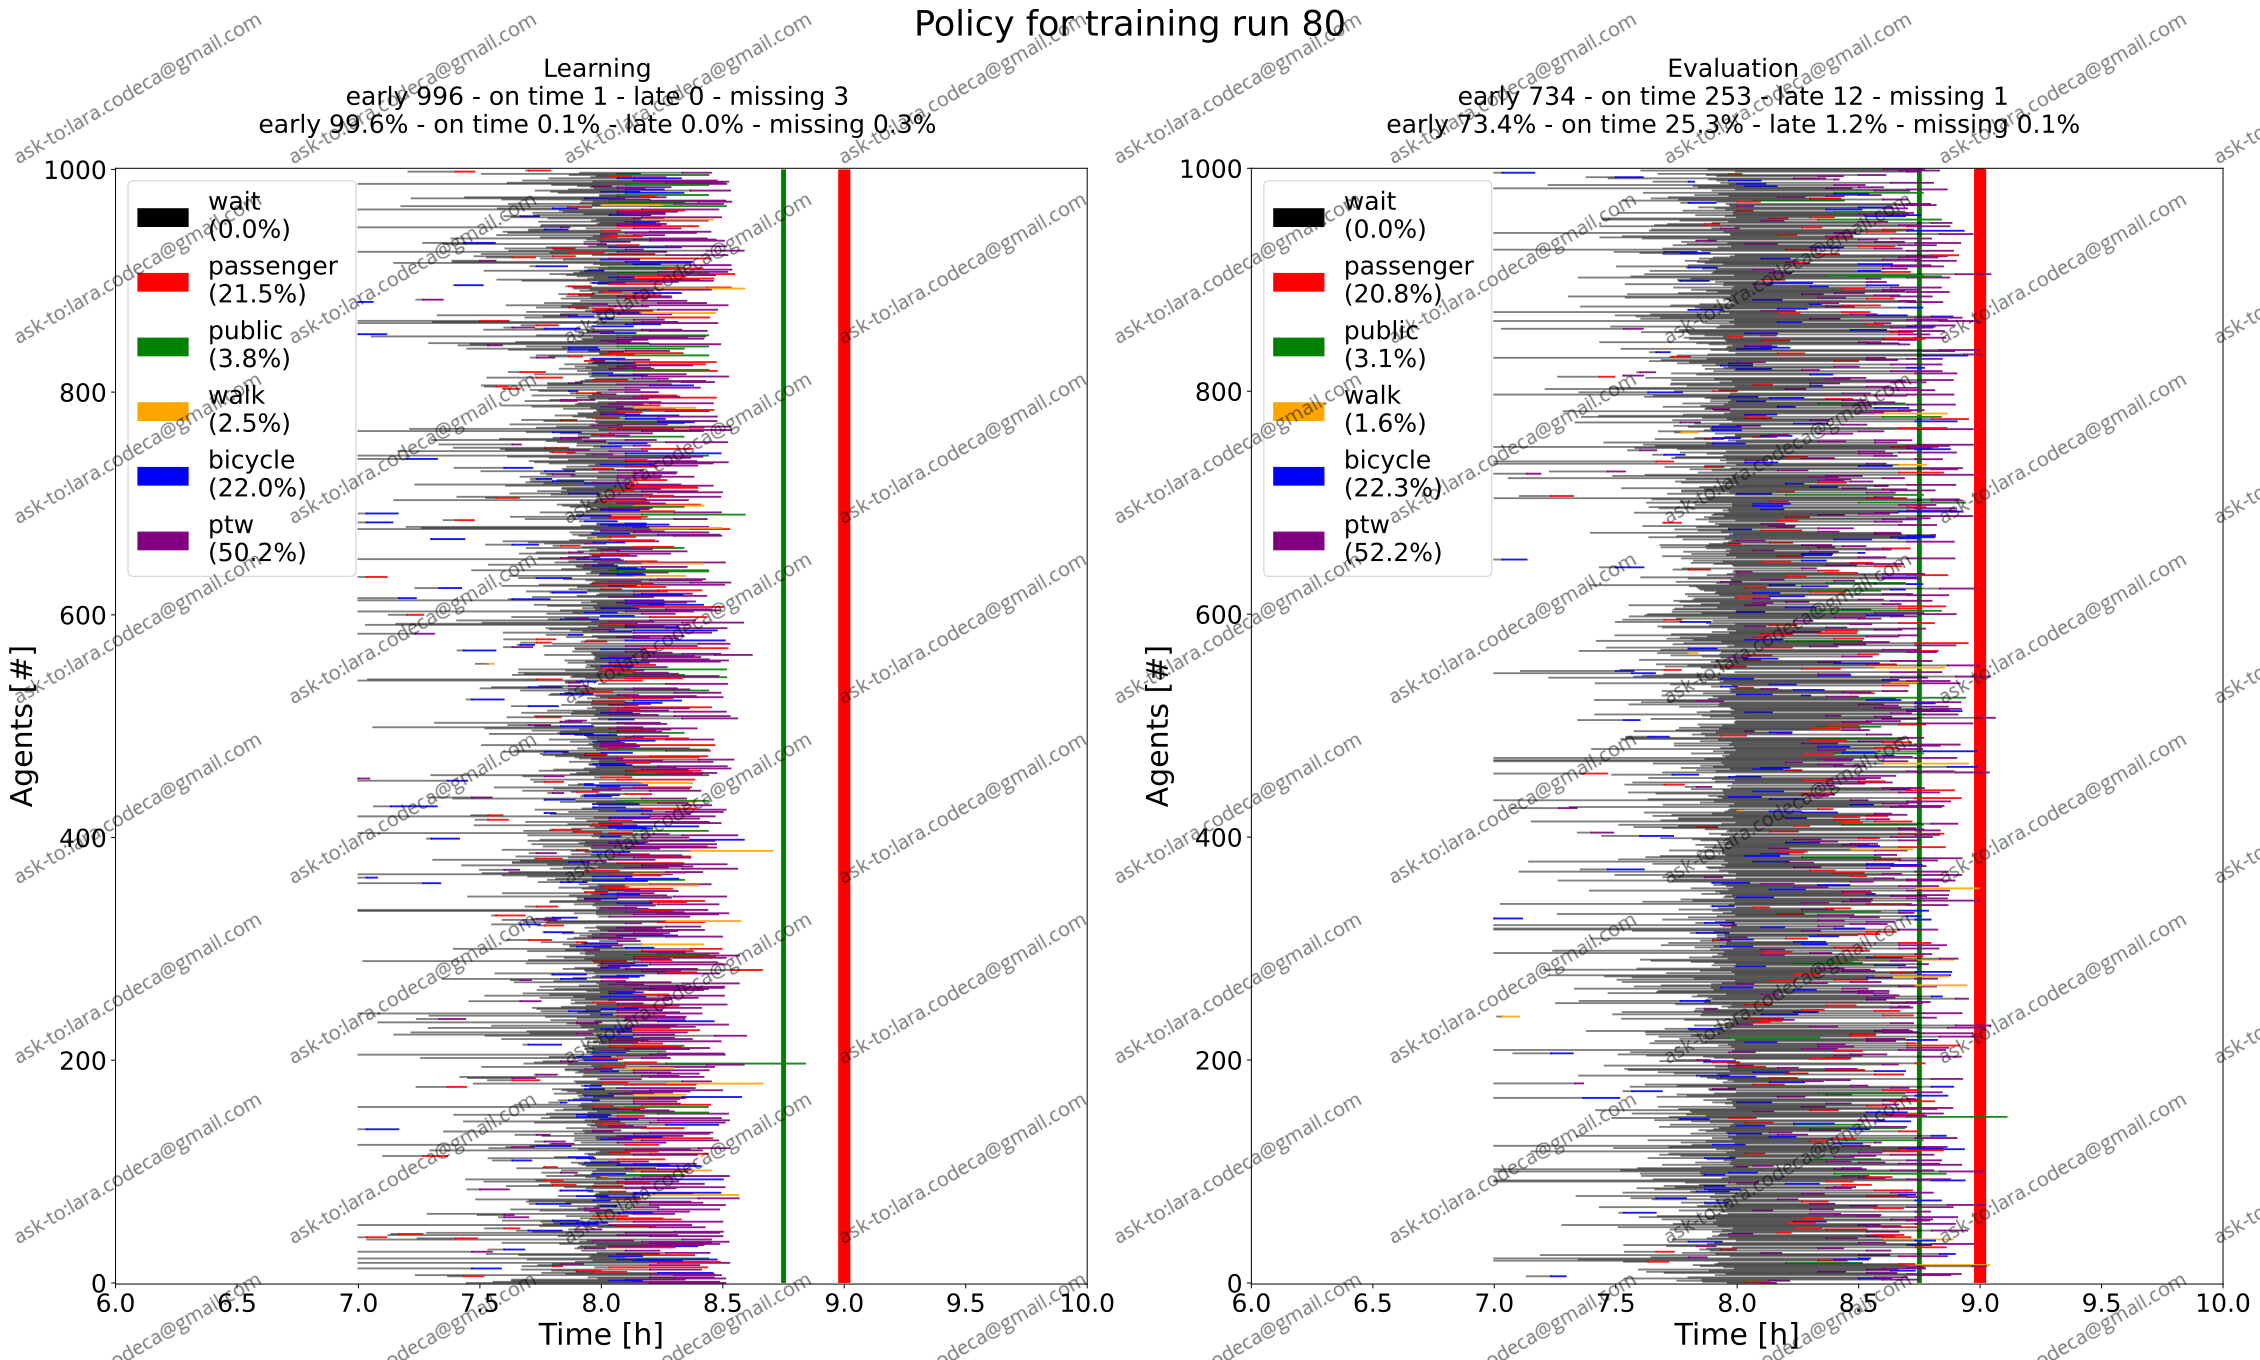 Policy for training run 80
Learning
early 996 - on time 1 - late 0 - missing 3
early 99.6% - on time 0.1% - late 0.0% - missing 0.3%
1000
800
600
400
200
0
Agents [#]
wait
(0.0%)
passenger
(21.5%)
public
(3.8%)
walk
(2.5%)
bicycle
(22.0%)
ptw
(50.2%)
6.0 6.5 7.0 7.5 8.0 8.5 9.0 9.5 10.0
Time [h]
Evaluation
early 734 - on time 253 - late 12 - missing 1
early 73.4% - on time 25.3% - late 1.2% - missing 0.1%
1000
800
600
400
200
0
Agents [#]
wait
(0.0%)
passenger
(20.8%)
public
(3.1%)
walk
(1.6%)
bicycle
(22.3%)
ptw
(52.2%)
6.0 6.5 7.0 7.5 8.0 8.5 9.0 9.5 10.0
Time [h]
ask-to:lara.codeca@gmail.com